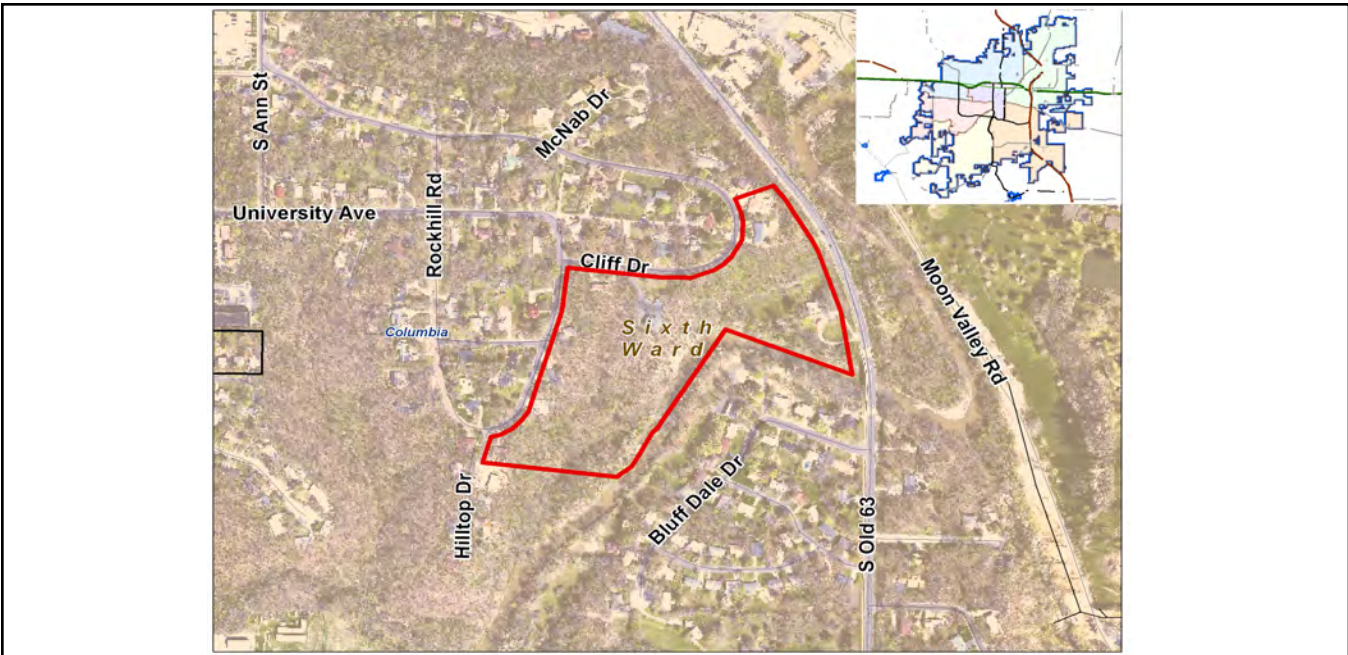 S Ann St
McNab Dr
University Ave
Rockhill Rd
Cliff Dr
Moon Valley Rd
Columbia
Sixth
Ward
Hilltop Dr
Bluff Dale Dr
S Old 63